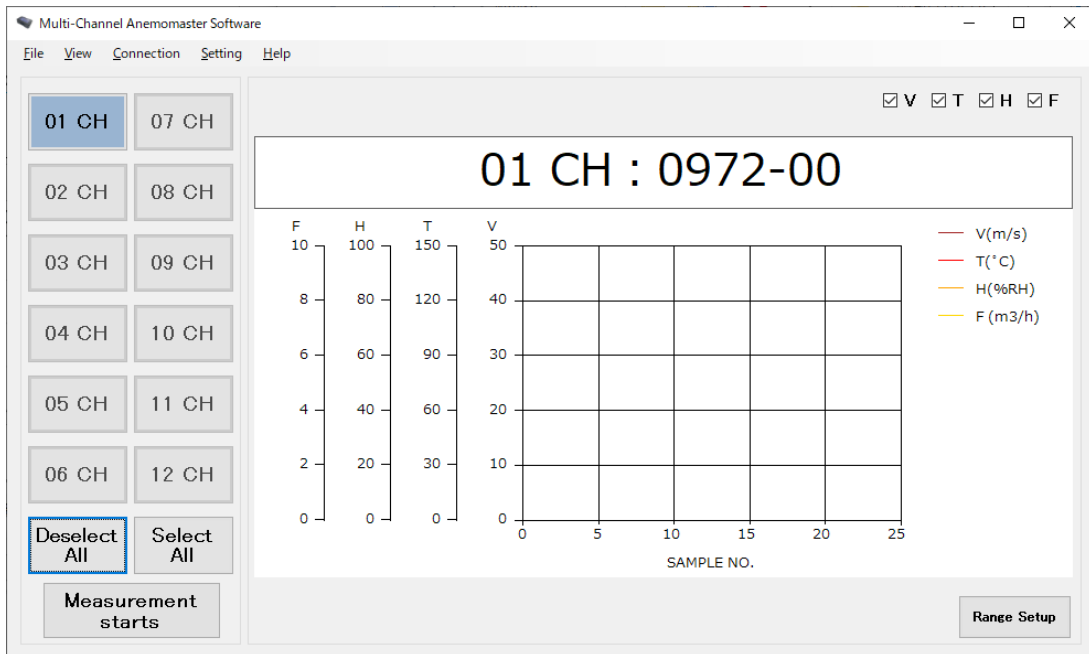 Multi-Channel Anemomaster Software
File View Connection Setting Help
01 CH 07 CH
02 CH 08 CH
03 CH 09 CH
04 CH 10 CH
05 CH 11 CH
06 CH 12 CH
Deselect All
Select All
Measurement starts
V T H F
01 CH : 0972-00
F H T V
10 100 150 50
8 80 120 40
6 60 90 30
4 40 60 20
2 20 30 10
0 0 0 0
0 5 10 15 20 25
SAMPLE NO.
V(m/s)
T(˚C)
H(%RH)
F (m3/h)
Range Setup